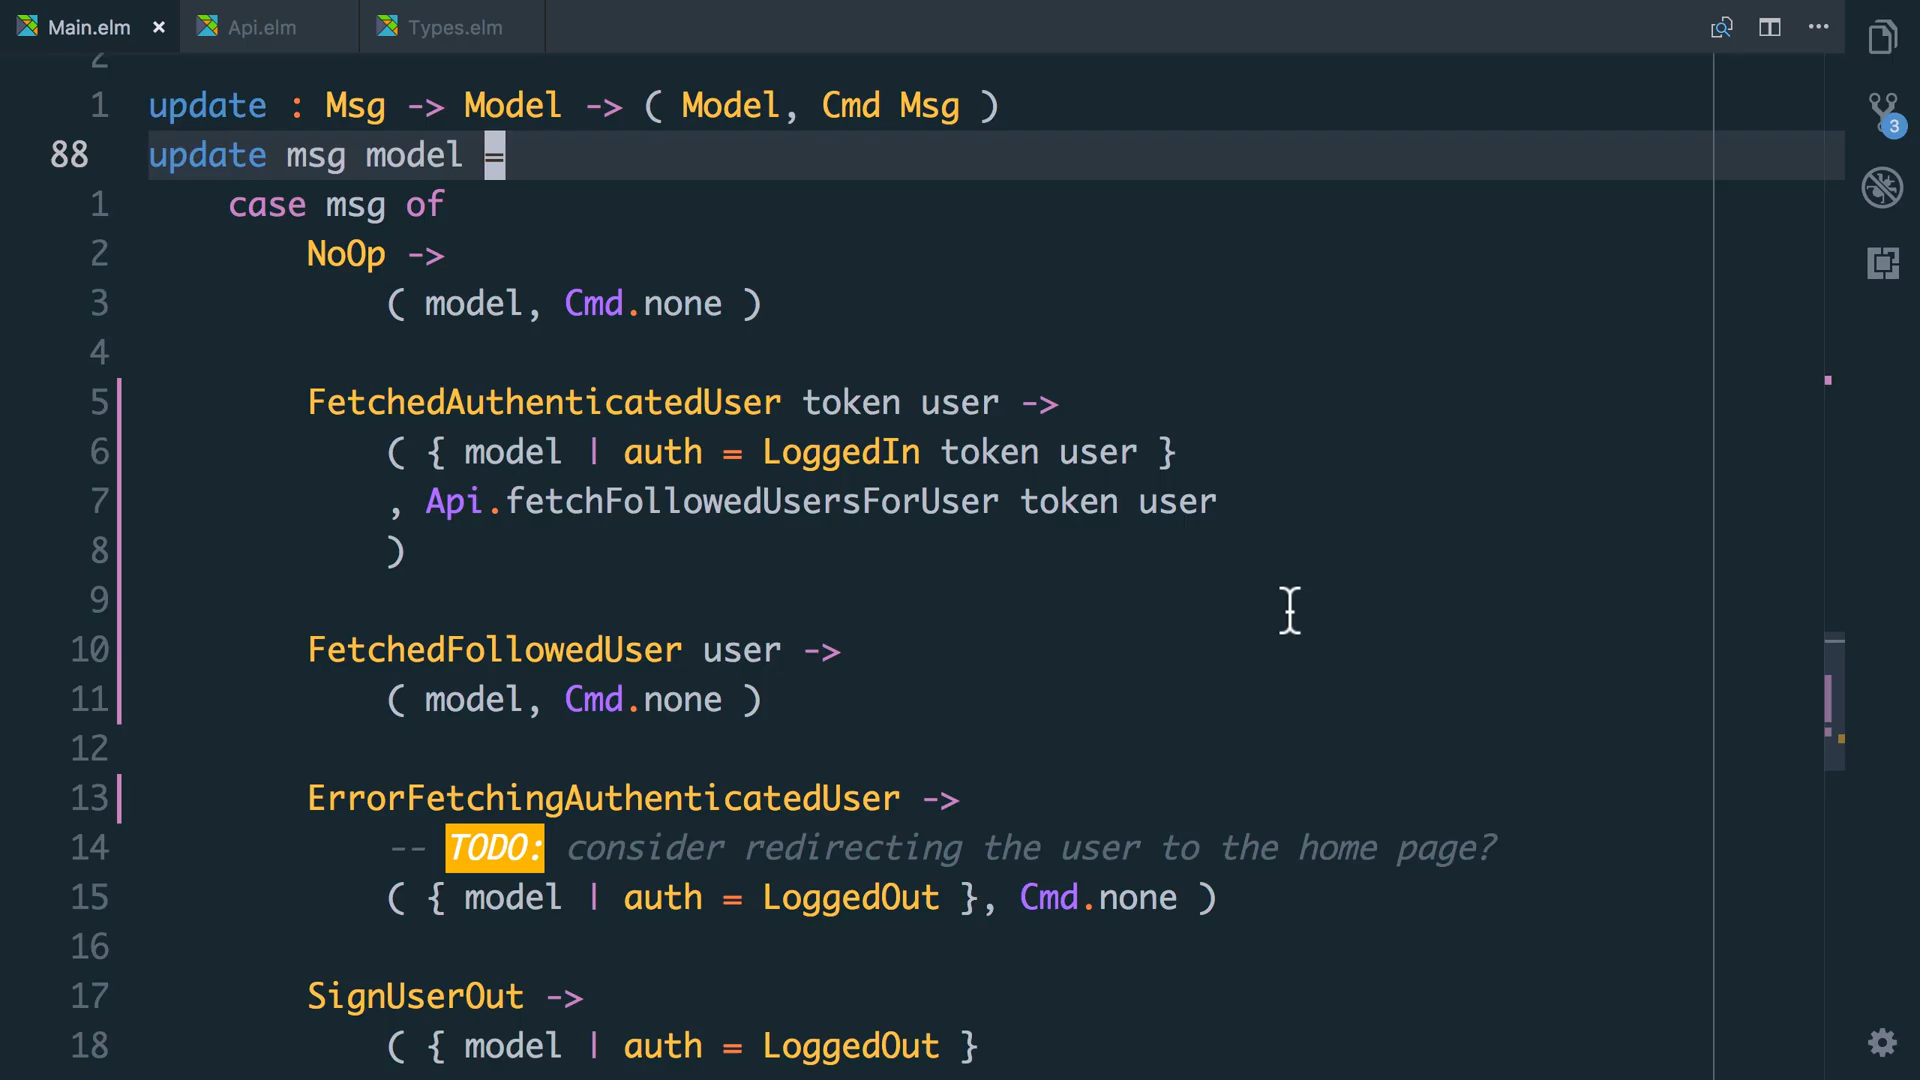 Main.elm × Api.elm Types.elm
2
1 update : Msg -> Model -> ( Model, Cmd Msg )
88 update msg model =
1 case msg of
2 NoOp ->
3 ( model, Cmd.none )
4
5 FetchedAuthenticatedUser token user ->
6 ( { model | auth = LoggedIn token user }
7 , Api.fetchFollowedUsersForUser token user
8 )
9
10 FetchedFollowedUser user ->
11 ( model, Cmd.none )
12
13 ErrorFetchingAuthenticatedUser ->
14 -- TODO: consider redirecting the user to the home page?
15 ( { model | auth = LoggedOut }, Cmd.none )
16
17 SignUserOut ->
18 ( { model | auth = LoggedOut }
3